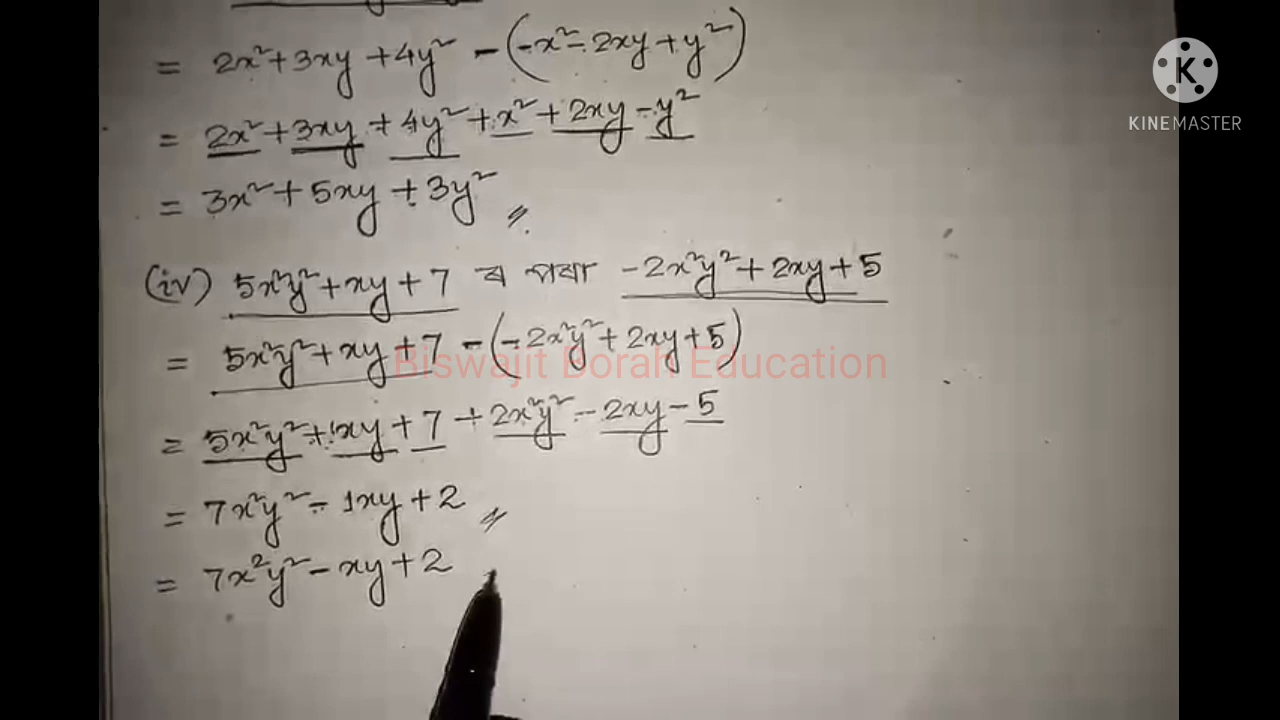 = 2x²+3xy+4y² -(-x²-2xy+y²)
K
KINEMASTER
= 2x²+3xy+4y²+x²+2xy-y²
= 3x²+5xy+3y²
(iv) 5x²y²+xy+7 ৰ পৰা -2x²y²+2xy+5
= 5x²y²+xy+7-(-2x²y²+2xy+5)
Biswajit Borah Education
= 5x²y²+1xy+7+2x²y²-2xy-5
= 7x²y²-1xy+2
= 7x²y²-xy+2